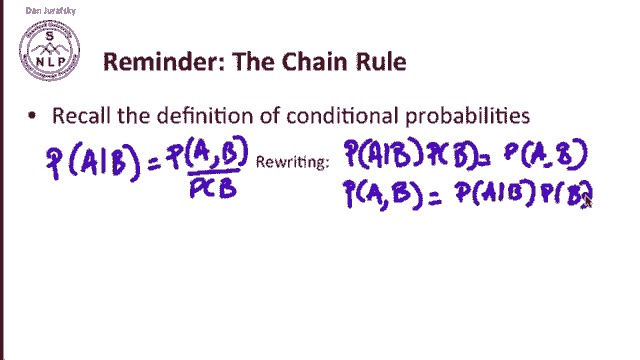 Dan Jurafsky
S
NLP
Reminder: The Chain Rule
• Recall the definition of conditional probabilities
P(A|B) = P(A,B) / P(B Rewriting: P(A|B) P(B) = P(A,B)
P(A,B) = P(A|B) P(B)